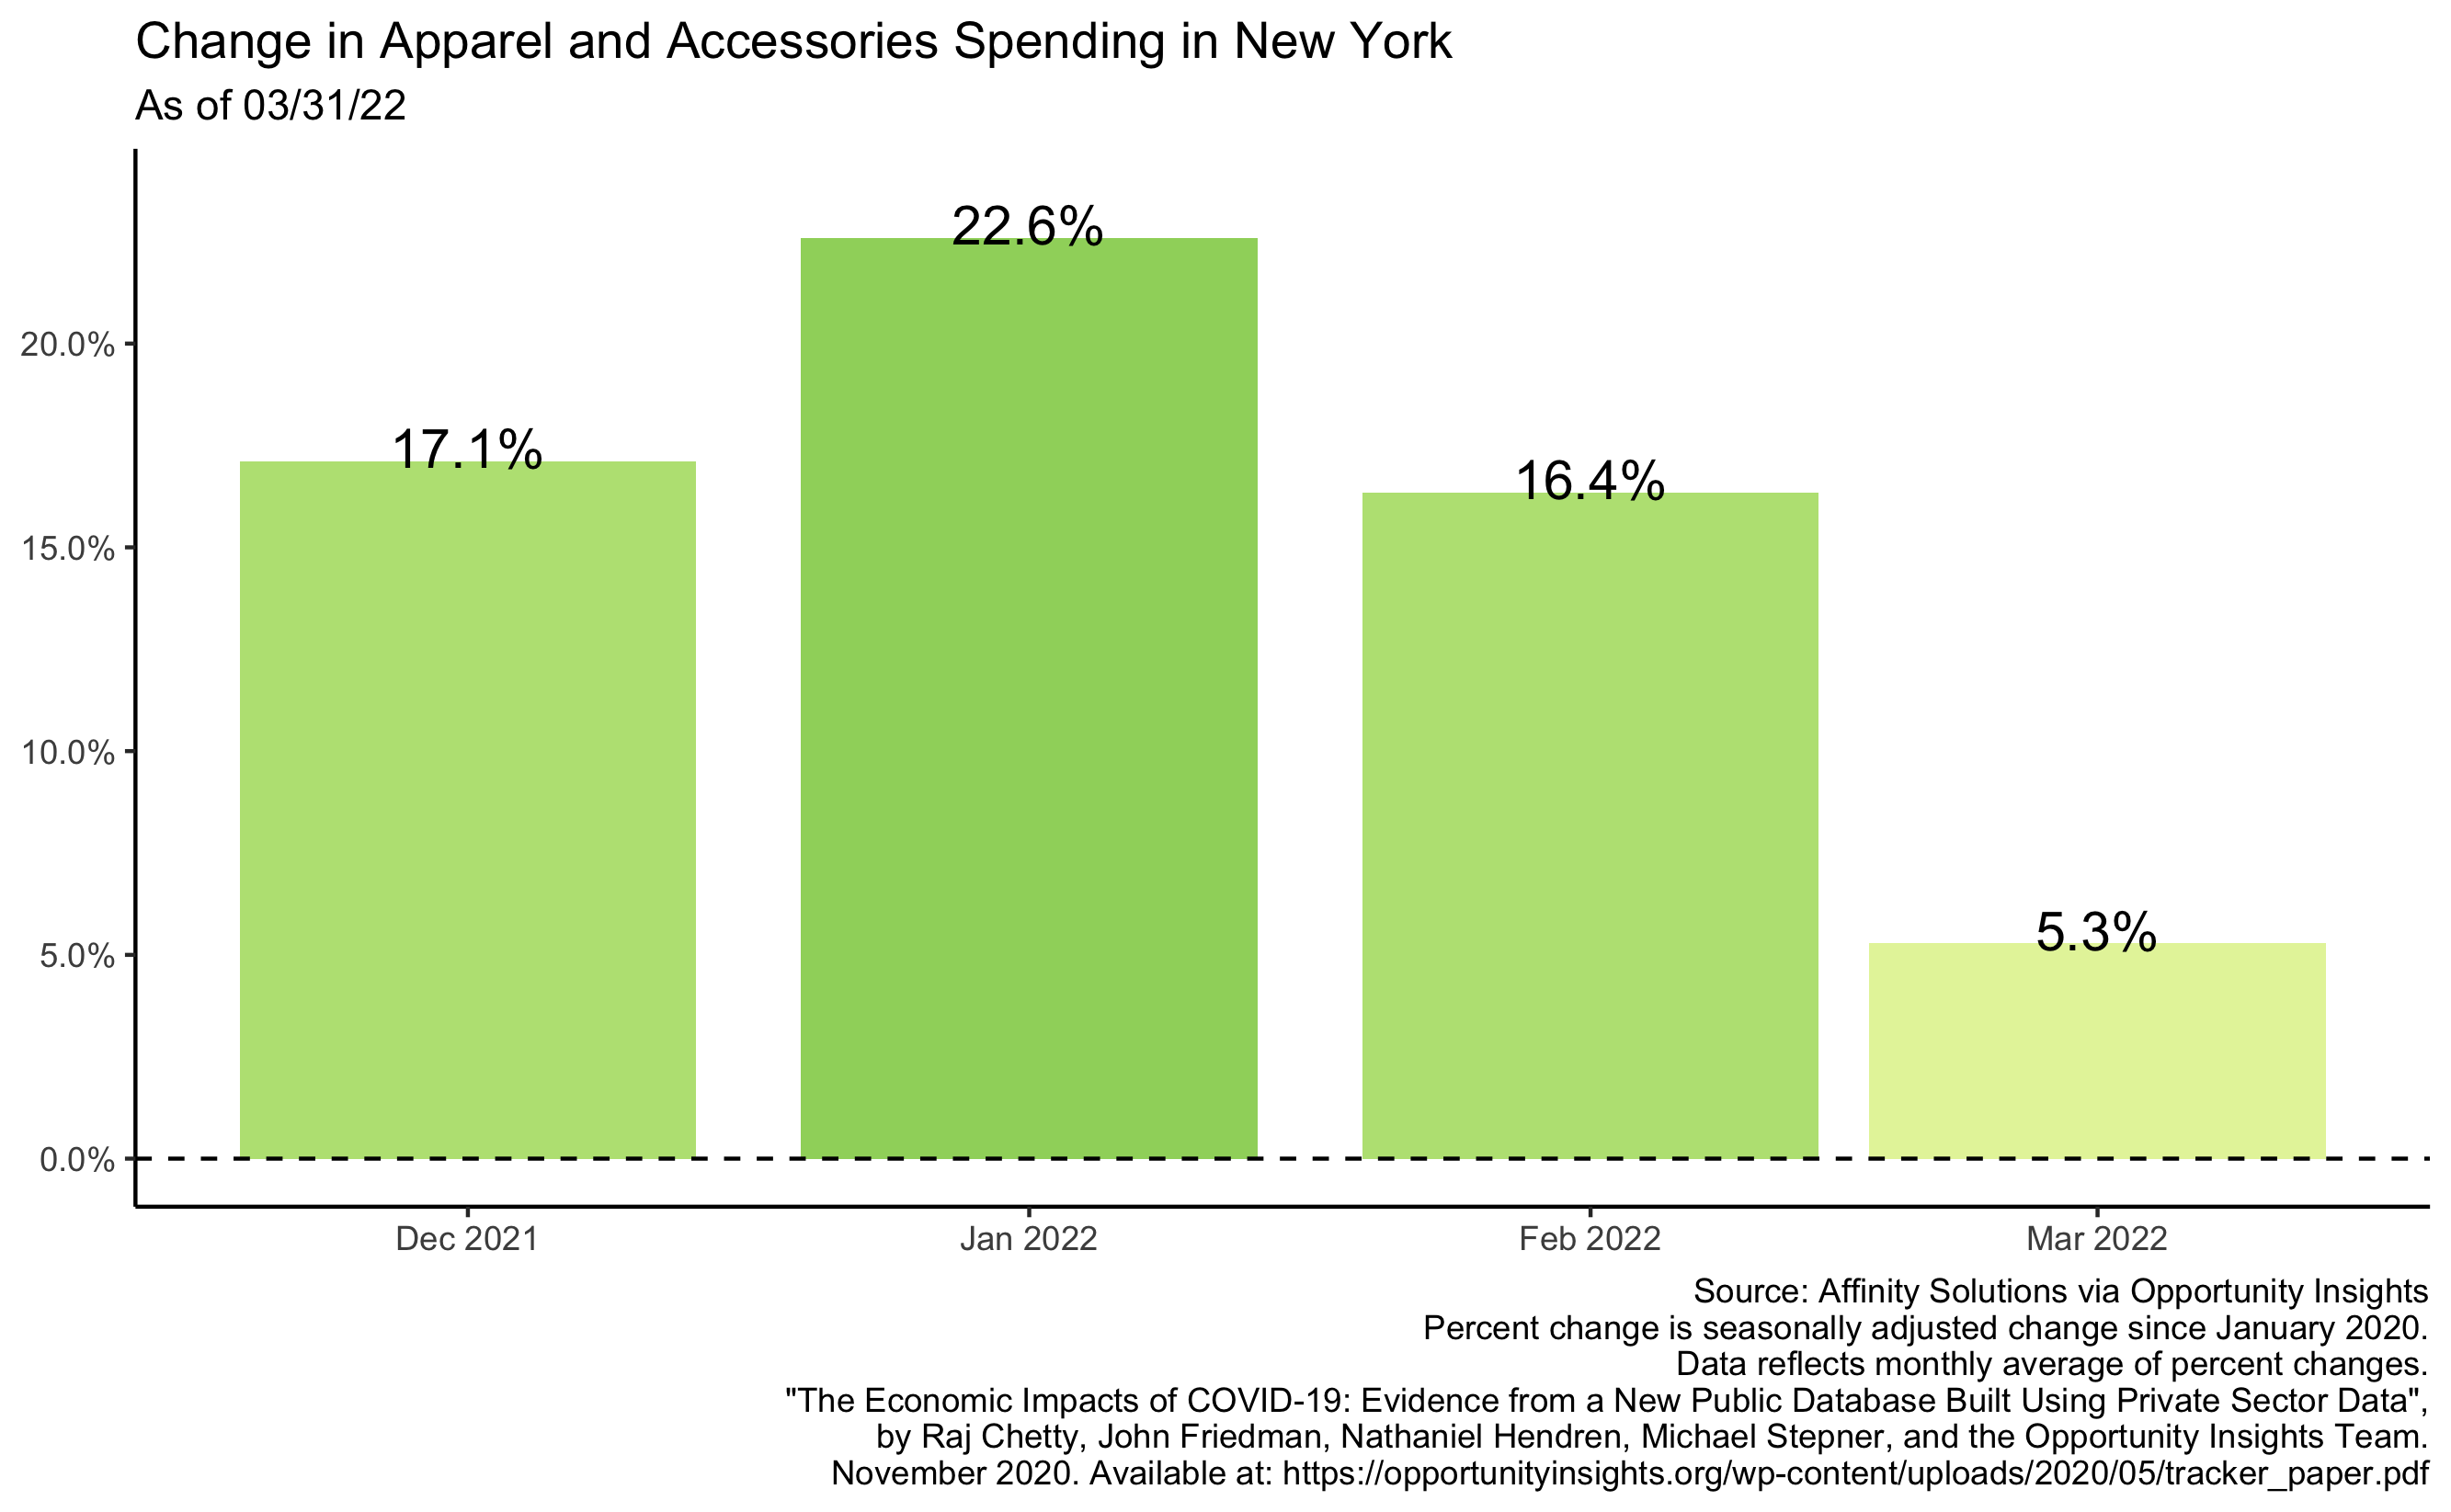 Change in Apparel and Accessories Spending in New York
As of 03/31/22
22.6%
20.0%
17.1%
16.4%
15.0%
10.0%
5.3%
5.0%
0.0%
Dec 2021
Jan 2022
Feb 2022
Mar 2022
Source: Affinity Solutions via Opportunity Insights
Percent change is seasonally adjusted change since January 2020.
Data reflects monthly average of percent changes.
"The Economic Impacts of COVID-19: Evidence from a New Public Database Built Using Private Sector Data",
by Raj Chetty, John Friedman, Nathaniel Hendren, Michael Stepner, and the Opportunity Insights Team.
November 2020. Available at: https://opportunityinsights.org/wp-content/uploads/2020/05/tracker_paper.pdf